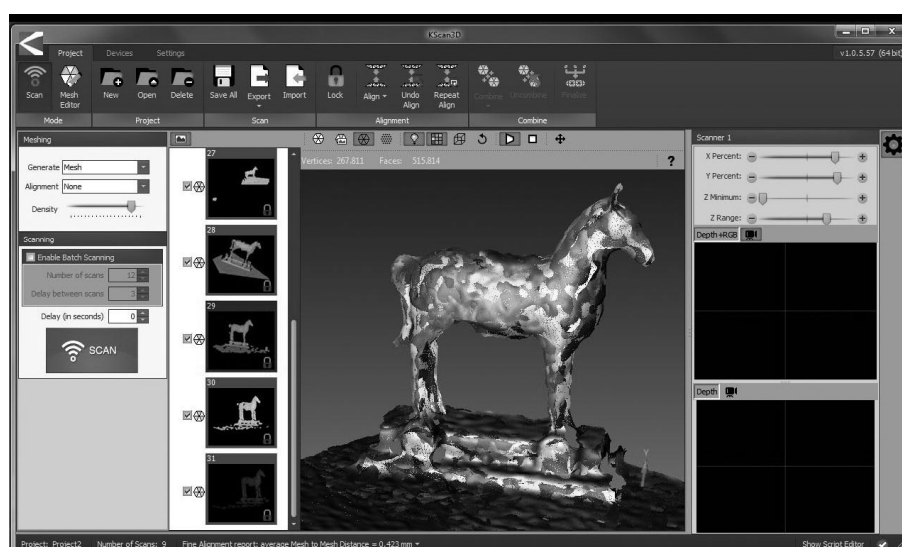 KScan3D
Project Devices Settings
v1.0.5.57 (64bit)
Scan Mesh Editor New Open Delete Save All Export Import Lock Align Undo Align Repeat Align Combine Uncombine Finalize
Mode Project Scan Alignment Combine
Meshing
Generate Mesh
Alignment None
Density
Scanning
Enable Batch Scanning
Number of scans 12
Delay between scans 3
Delay (in seconds) 0
SCAN
27
28
29
30
31
Vertices: 267.811 Faces: 515.814
?
Scanner 1
X Percent:
Y Percent:
Z Minimum:
Z Range:
Depth+RGB
Depth
Project: Project2 Number of Scans: 9 Fine Alignment report: average Mesh to Mesh Distance = 0.423 mm
Show Script Editor